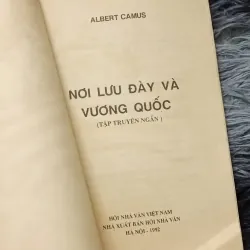 ALBERT CAMUS
NƠI LƯU ĐÀY VÀ
VƯƠNG QUỐC
(TẬP TRUYỆN NGẮN)
HỘI NHÀ VĂN VIỆT NAM
NHÀ XUẤT BẢN HỘI NHÀ VĂN
HÀ NỘI - 1992